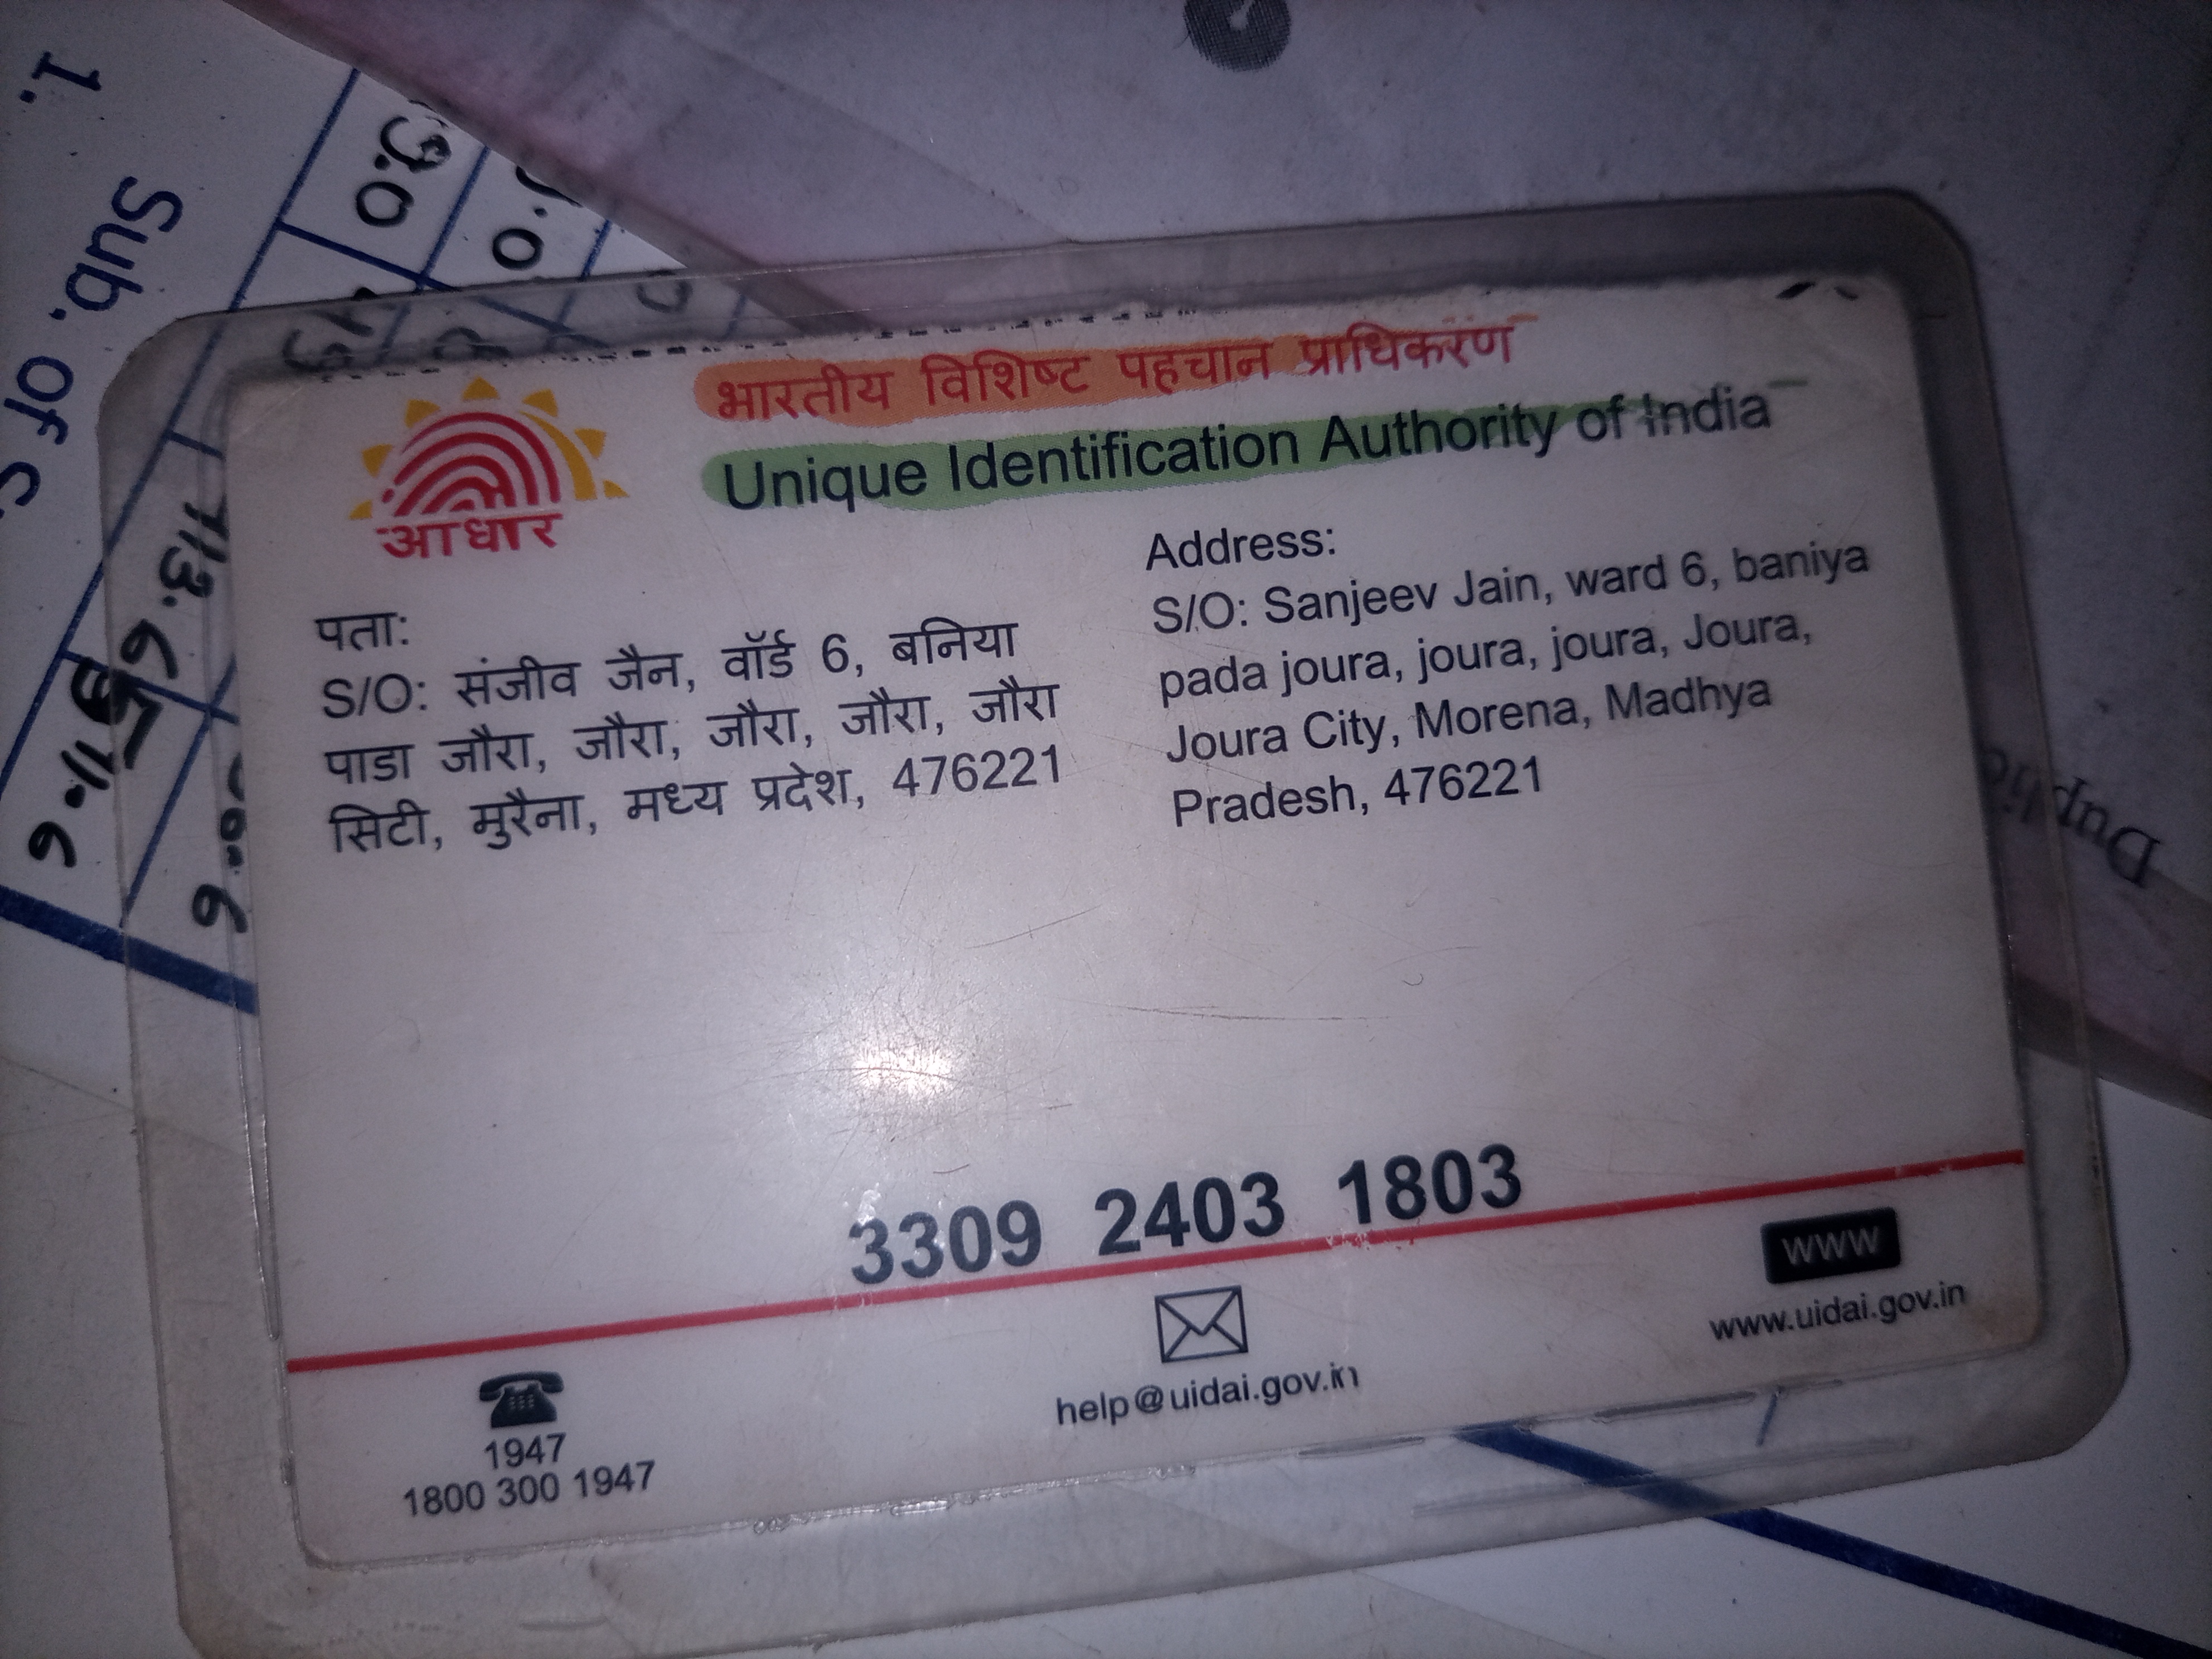 1.
Sub. of
आधार
भारतीय विशिष्ट पहचान प्राधिकरण
Unique Identification Authority of India
पता:
S/O: संजीव जैन, वॉर्ड 6, बनिया
पाडा जौरा, जौरा, जौरा, जौरा, जौरा
सिटी, मुरैना, मध्य प्रदेश, 476221
Address:
S/O: Sanjeev Jain, ward 6, baniya
pada joura, joura, joura, Joura,
Joura City, Morena, Madhya
Pradesh, 476221
3309 2403 1803
1947
1800 300 1947
help@uidai.gov.in
WWW
www.uidai.gov.in